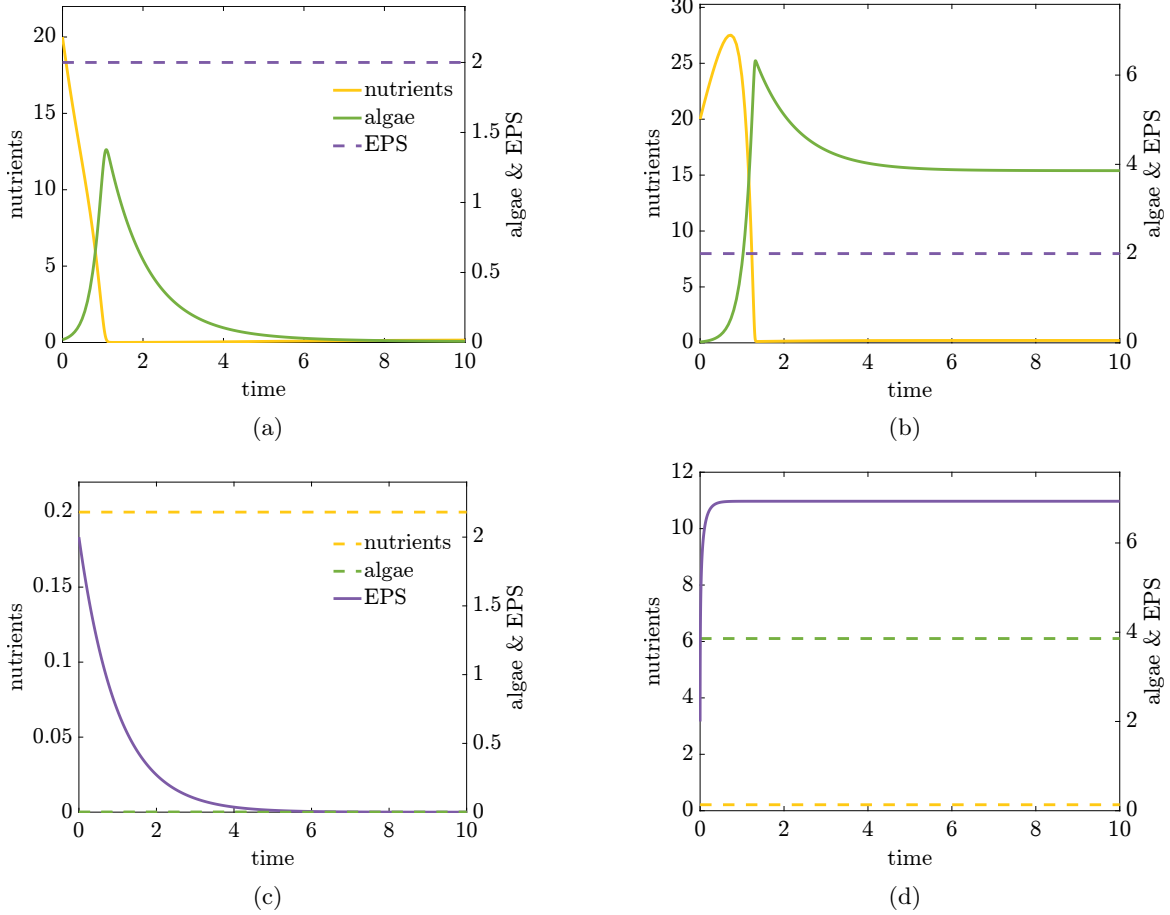 20
15
10
5
0
nutrients
0 2 4 6 8 10
time
2
1.5
1
0.5
0
algae & EPS
nutrients
algae
EPS
(a)
30
25
20
15
10
5
0
nutrients
0 2 4 6 8 10
time
6
4
2
0
algae & EPS
(b)
0.2
0.15
0.1
0.05
0
nutrients
0 2 4 6 8 10
time
2
1.5
1
0.5
0
algae & EPS
nutrients
algae
EPS
(c)
12
10
8
6
4
2
0
nutrients
0 2 4 6 8 10
time
6
4
2
0
algae & EPS
(d)